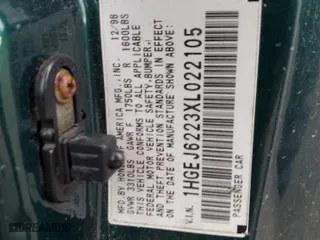 MFD. BY HONDA OF AMERICA MFG., INC. 12/98
GVWR 3310LBS GAWR F 1750LBS R 1600LBS
THIS VEHICLE CONFORMS TO ALL APPLICABLE
FEDERAL MOTOR VEHICLE SAFETY, BUMPER,
AND THEFT PREVENTION STANDARDS IN
EFFECT ON THE DATE OF MANUFACTURE
SHOWN ABOVE.
V.I.N. 1HGEJ6223XL022105
PASSENGER CAR